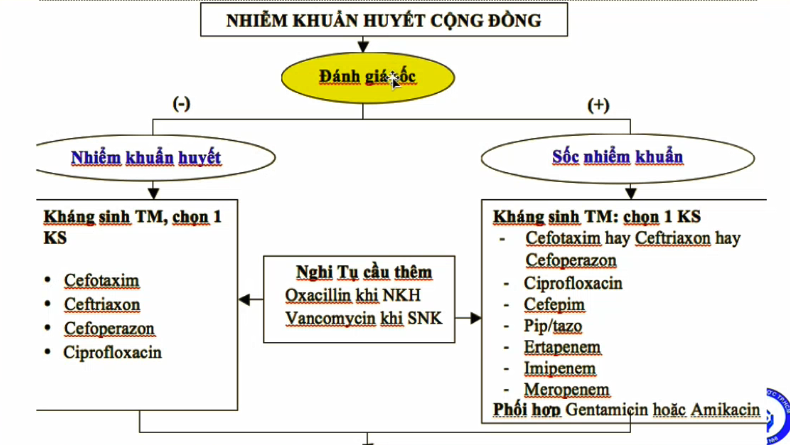 NHIỄM KHUẨN HUYẾT CỘNG ĐỒNG
Đánh giá sốc
(-)
(+)
Nhiễm khuẩn huyết
Sốc nhiễm khuẩn
Kháng sinh TM, chọn 1
KS
• Cefotaxim
• Ceftriaxon
• Cefoperazon
• Ciprofloxacin
Nghi Tụ cầu thêm
Oxacillin khi NKH
Vancomycin khi SNK
Kháng sinh TM: chọn 1 KS
- Cefotaxim hay Ceftriaxon hay
Cefoperazon
- Ciprofloxacin
- Cefepim
- Pip/tazo
- Ertapenem
- Imipenem
- Meropenem
Phối hợp Gentamicin hoặc Amikacin